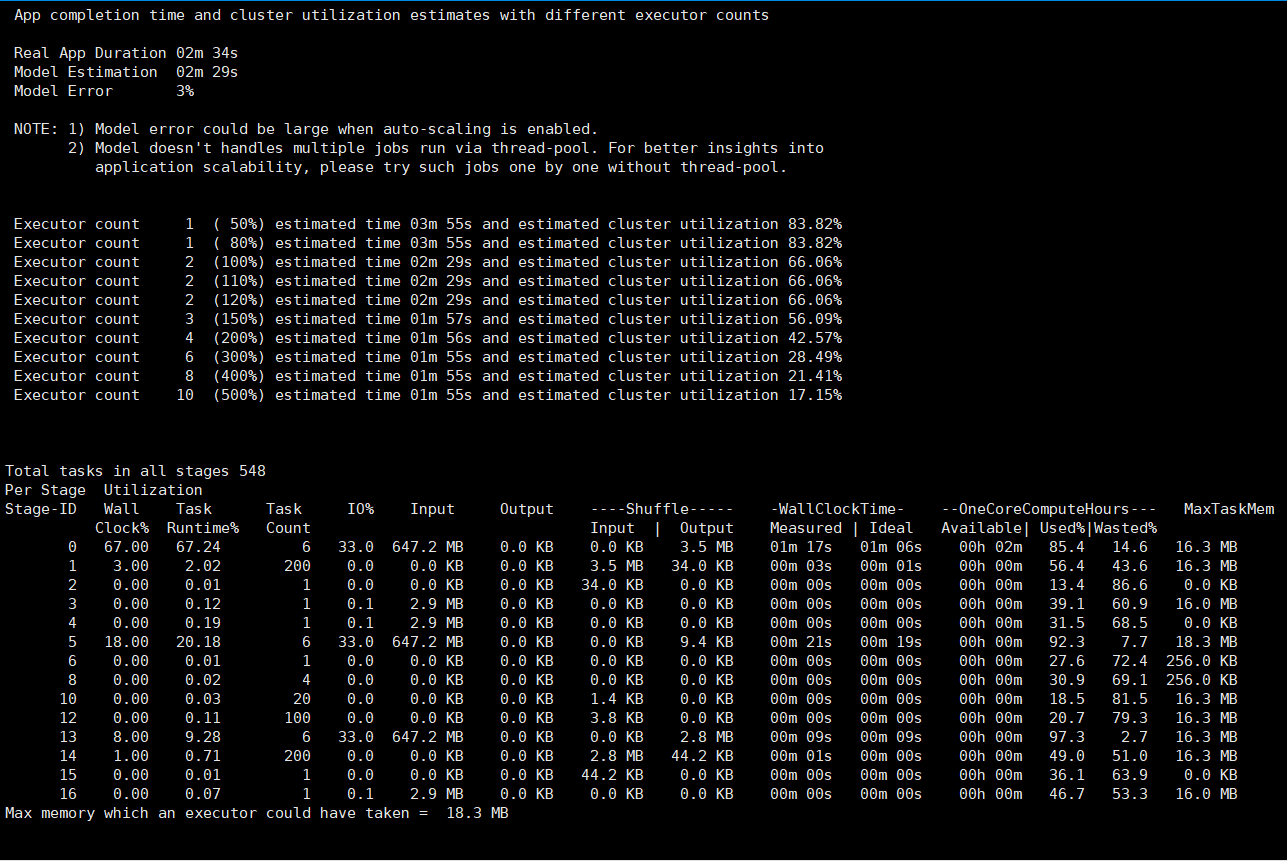 App completion time and cluster utilization estimates with different executor counts
Real App Duration 02m 34s
Model Estimation  02m 29s
Model Error       3%
NOTE: 1) Model error could be large when auto-scaling is enabled.
      2) Model doesn't handles multiple jobs run via thread-pool. For better insights into
         application scalability, please try such jobs one by one without thread-pool.
Executor count     1  ( 50%) estimated time 03m 55s and estimated cluster utilization 83.82%
Executor count     1  ( 80%) estimated time 03m 55s and estimated cluster utilization 83.82%
Executor count     2  (100%) estimated time 02m 29s and estimated cluster utilization 66.06%
Executor count     2  (110%) estimated time 02m 29s and estimated cluster utilization 66.06%
Executor count     2  (120%) estimated time 02m 29s and estimated cluster utilization 66.06%
Executor count     3  (150%) estimated time 01m 57s and estimated cluster utilization 56.09%
Executor count     4  (200%) estimated time 01m 56s and estimated cluster utilization 42.57%
Executor count     6  (300%) estimated time 01m 55s and estimated cluster utilization 28.49%
Executor count     8  (400%) estimated time 01m 55s and estimated cluster utilization 21.41%
Executor count    10  (500%) estimated time 01m 55s and estimated cluster utilization 17.15%
Total tasks in all stages 548
Per Stage  Utilization
Stage-ID   Wall    Task      Task     IO%    Input     Output    ----Shuffle-----    -WallClockTime-    --OneCoreComputeHours---   MaxTaskMem
          Clock%  Runtime%   Count                               Input  |  Output    Measured | Ideal   Available| Used%|Wasted%
       0   67.00   67.24         6   33.0  647.2 MB    0.0 KB    0.0 KB    3.5 MB    01m 17s   01m 06s    00h 02m   85.4   14.6   16.3 MB
       1    3.00    2.02       200    0.0    0.0 KB    0.0 KB    3.5 MB   34.0 KB    00m 03s   00m 01s    00h 00m   56.4   43.6   16.3 MB
       2    0.00    0.01         1    0.0    0.0 KB    0.0 KB   34.0 KB    0.0 KB    00m 00s   00m 00s    00h 00m   13.4   86.6    0.0 KB
       3    0.00    0.12         1    0.1    2.9 MB    0.0 KB    0.0 KB    0.0 KB    00m 00s   00m 00s    00h 00m   39.1   60.9   16.0 MB
       4    0.00    0.19         1    0.1    2.9 MB    0.0 KB    0.0 KB    0.0 KB    00m 00s   00m 00s    00h 00m   31.5   68.5    0.0 KB
       5   18.00   20.18         6   33.0  647.2 MB    0.0 KB    0.0 KB    9.4 KB    00m 21s   00m 19s    00h 00m   92.3    7.7   18.3 MB
       6    0.00    0.01         1    0.0    0.0 KB    0.0 KB    0.0 KB    0.0 KB    00m 00s   00m 00s    00h 00m   27.6   72.4  256.0 KB
       8    0.00    0.02         4    0.0    0.0 KB    0.0 KB    0.0 KB    0.0 KB    00m 00s   00m 00s    00h 00m   30.9   69.1  256.0 KB
      10    0.00    0.03        20    0.0    0.0 KB    0.0 KB    1.4 KB    0.0 KB    00m 00s   00m 00s    00h 00m   18.5   81.5   16.3 MB
      12    0.00    0.11       100    0.0    0.0 KB    0.0 KB    3.8 KB    0.0 KB    00m 00s   00m 00s    00h 00m   20.7   79.3   16.3 MB
      13    8.00    9.28         6   33.0  647.2 MB    0.0 KB    0.0 KB    2.8 MB    00m 09s   00m 09s    00h 00m   97.3    2.7   16.3 MB
      14    1.00    0.71       200    0.0    0.0 KB    0.0 KB    2.8 MB   44.2 KB    00m 01s   00m 00s    00h 00m   49.0   51.0   16.3 MB
      15    0.00    0.01         1    0.0    0.0 KB    0.0 KB   44.2 KB    0.0 KB    00m 00s   00m 00s    00h 00m   36.1   63.9    0.0 KB
      16    0.00    0.07         1    0.1    2.9 MB    0.0 KB    0.0 KB    0.0 KB    00m 00s   00m 00s    00h 00m   46.7   53.3   16.0 MB
Max memory which an executor could have taken =  18.3 MB